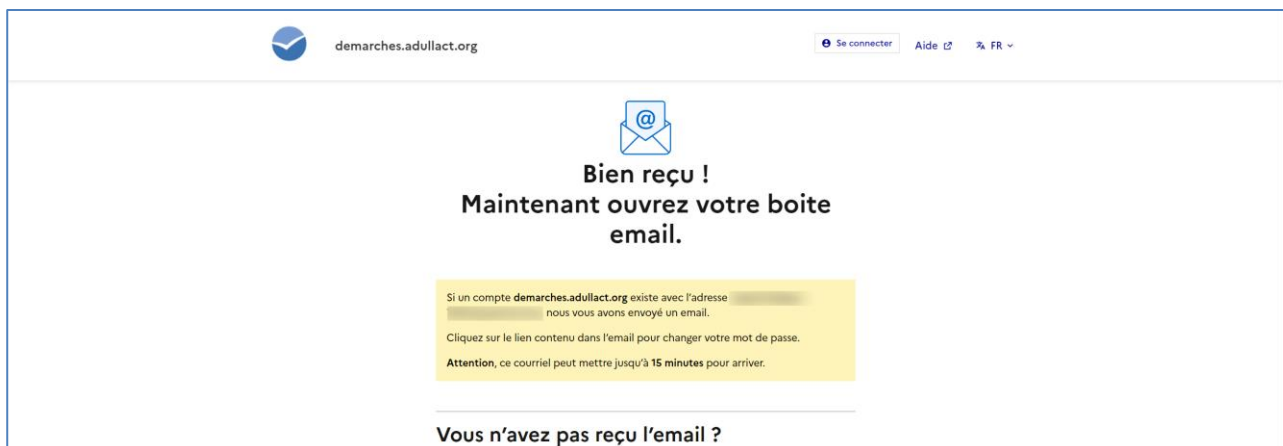 demarches.adullact.org
Se connecter
Aide
FR
Bien reçu !
Maintenant ouvrez votre boite
email.
Si un compte demarches.adullact.org existe avec l'adresse
nous vous avons envoyé un email.
Cliquez sur le lien contenu dans l'email pour changer votre mot de passe.
Attention, ce courriel peut mettre jusqu'à 15 minutes pour arriver.
Vous n'avez pas reçu l'email ?